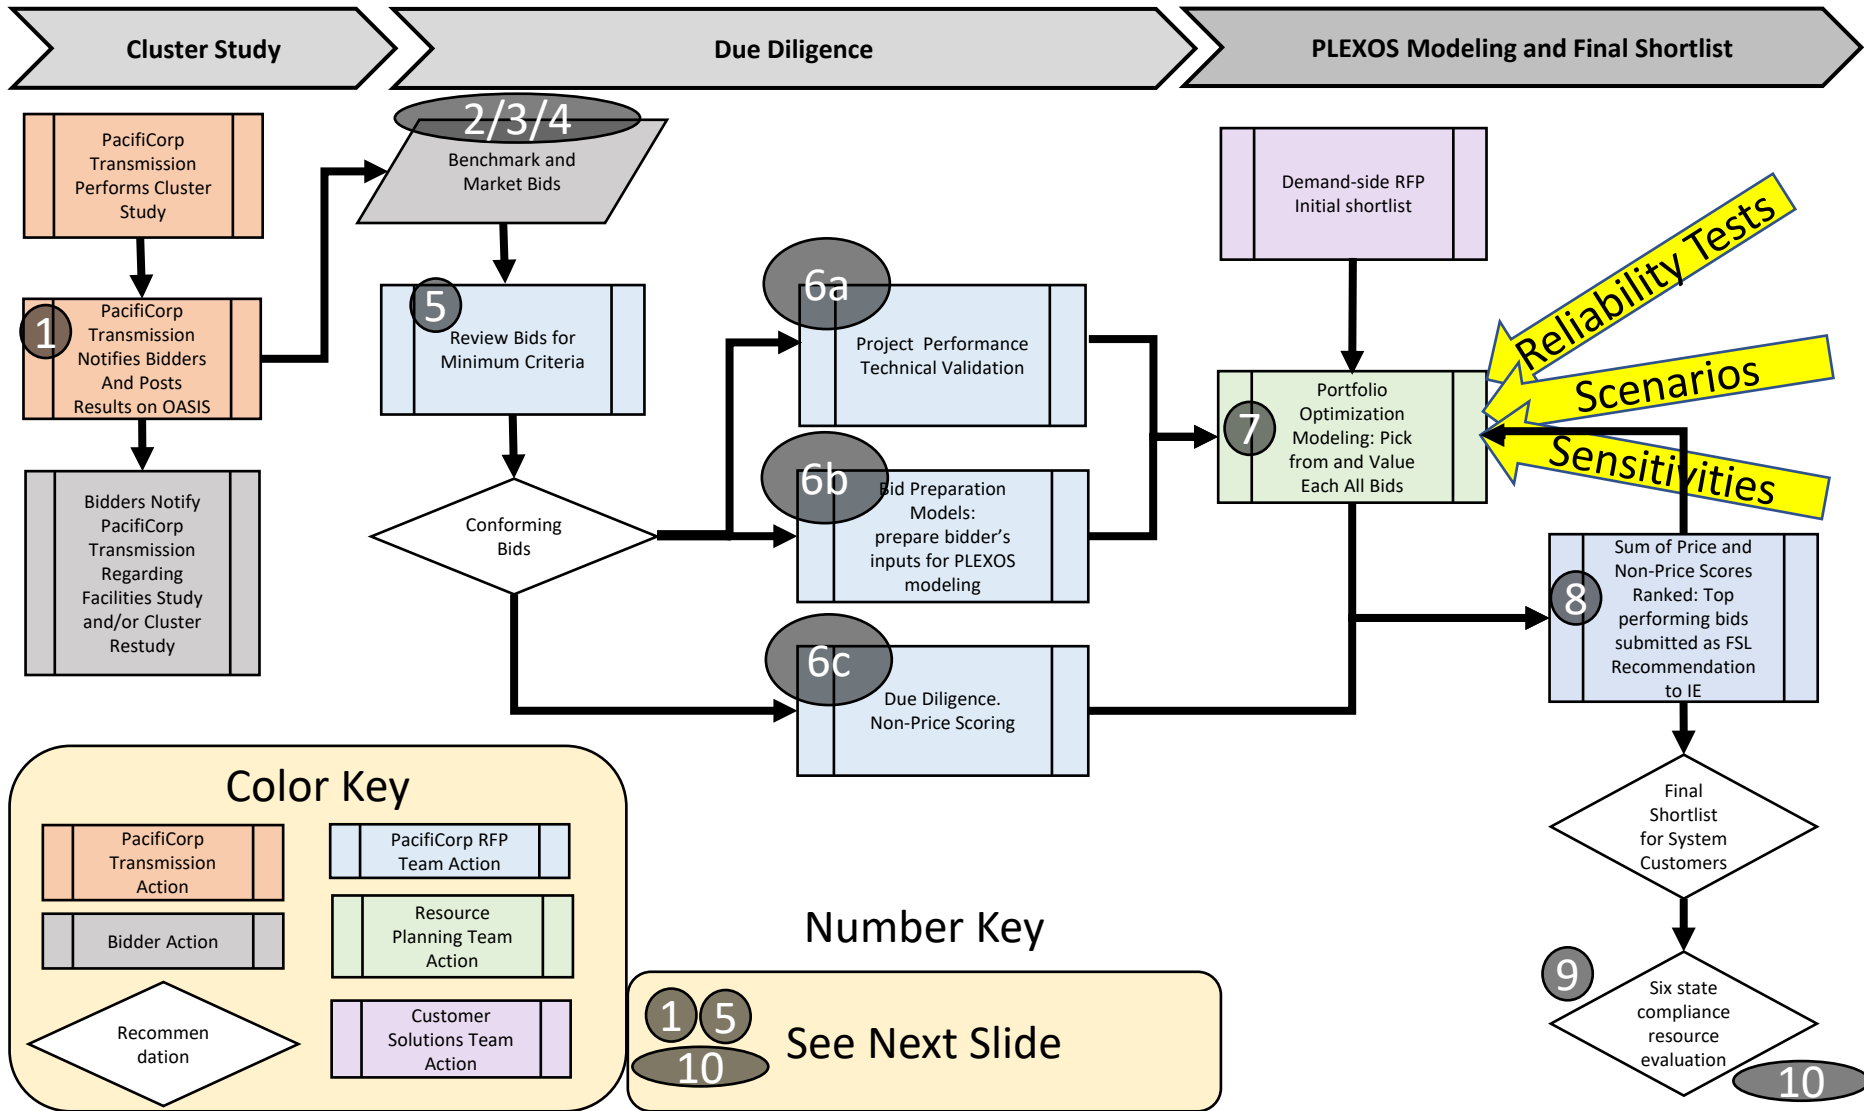 Cluster Study
Due Diligence
PLEXOS Modeling and Final Shortlist
PacifiCorp
Transmission
Performs Cluster
Study
1
PacifiCorp
Transmission
Notifies Bidders
And Posts
Results on OASIS
Bidders Notify
PacifiCorp
Transmission
Regarding
Facilities Study
and/or Cluster
Restudy
2/3/4
Benchmark and
Market Bids
5
Review Bids for
Minimum Criteria
Conforming
Bids
6a
Project Performance
Technical Validation
6b
Bid Preparation
Models:
prepare bidder's
inputs for PLEXOS
modeling
6c
Due Diligence.
Non-Price Scoring
Demand-side RFP
Initial shortlist
Reliability Tests
Scenarios
Sensitivities
7
Portfolio
Optimization
Modeling: Pick
from and Value
Each All Bids
8
Sum of Price and
Non-Price Scores
Ranked: Top
performing bids
submitted as FSL
Recommendation
to IE
Final
Shortlist
for System
Customers
9
Six state
compliance
resource
evaluation
10
Color Key
PacifiCorp
Transmission
Action
PacifiCorp RFP
Team Action
Bidder Action
Resource
Planning Team
Action
Recommen
dation
Customer
Solutions Team
Action
Number Key
1 5
10
See Next Slide